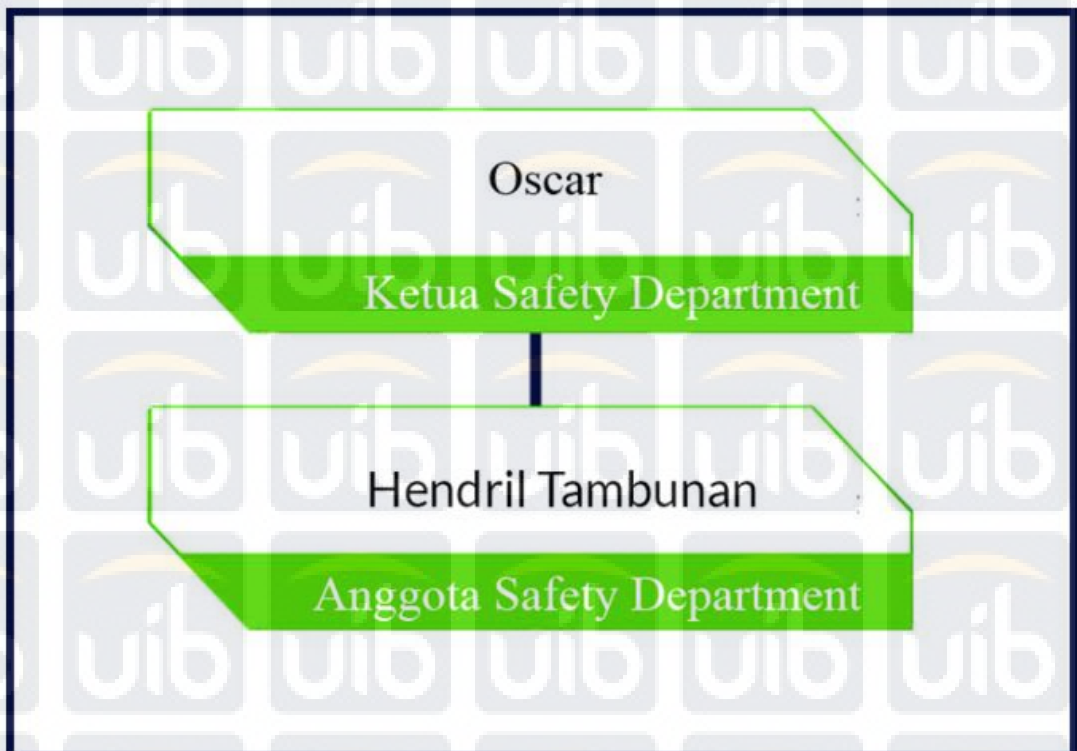 Oscar
Ketua Safety Department
Hendril Tambunan
Anggota Safety Department